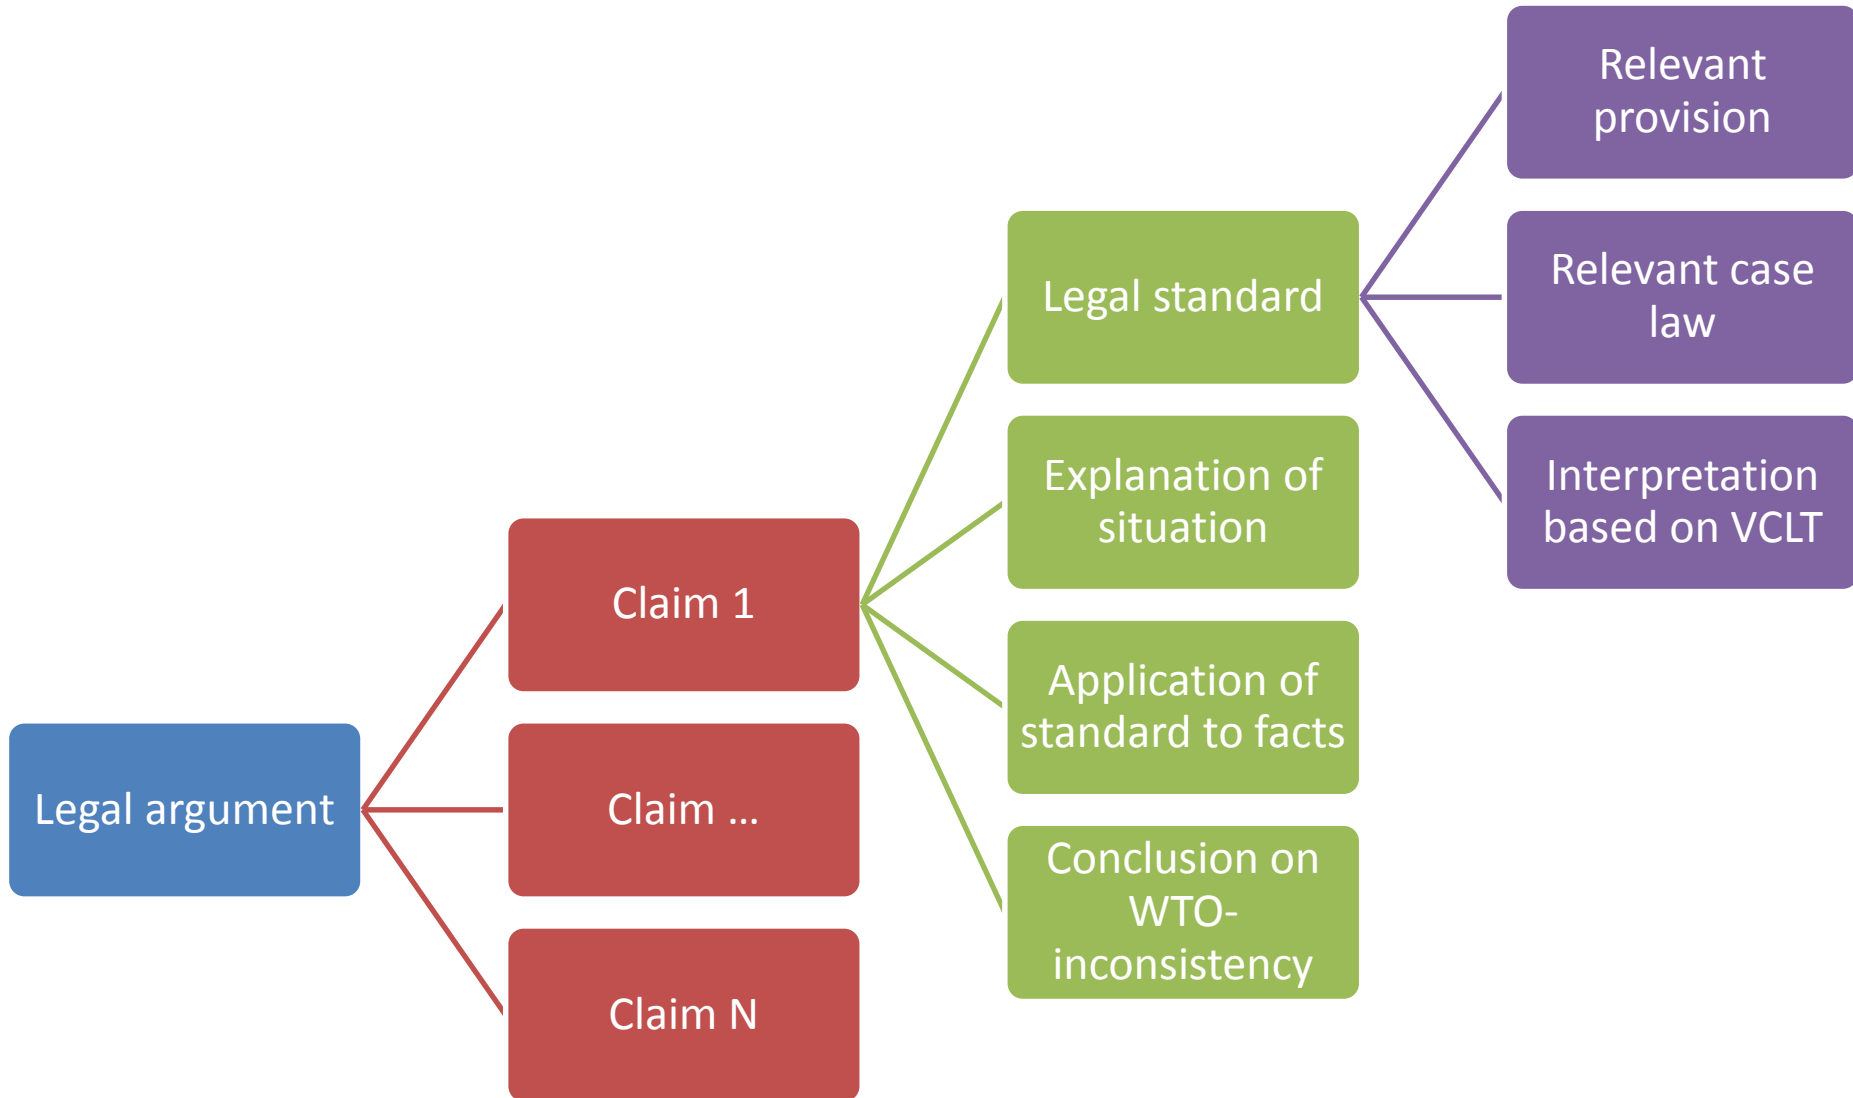 Legal argument
Claim 1
Claim ...
Claim N
Legal standard
Explanation of
situation
Application of
standard to facts
Conclusion on
WTO-
inconsistency
Relevant
provision
Relevant case
law
Interpretation
based on VCLT